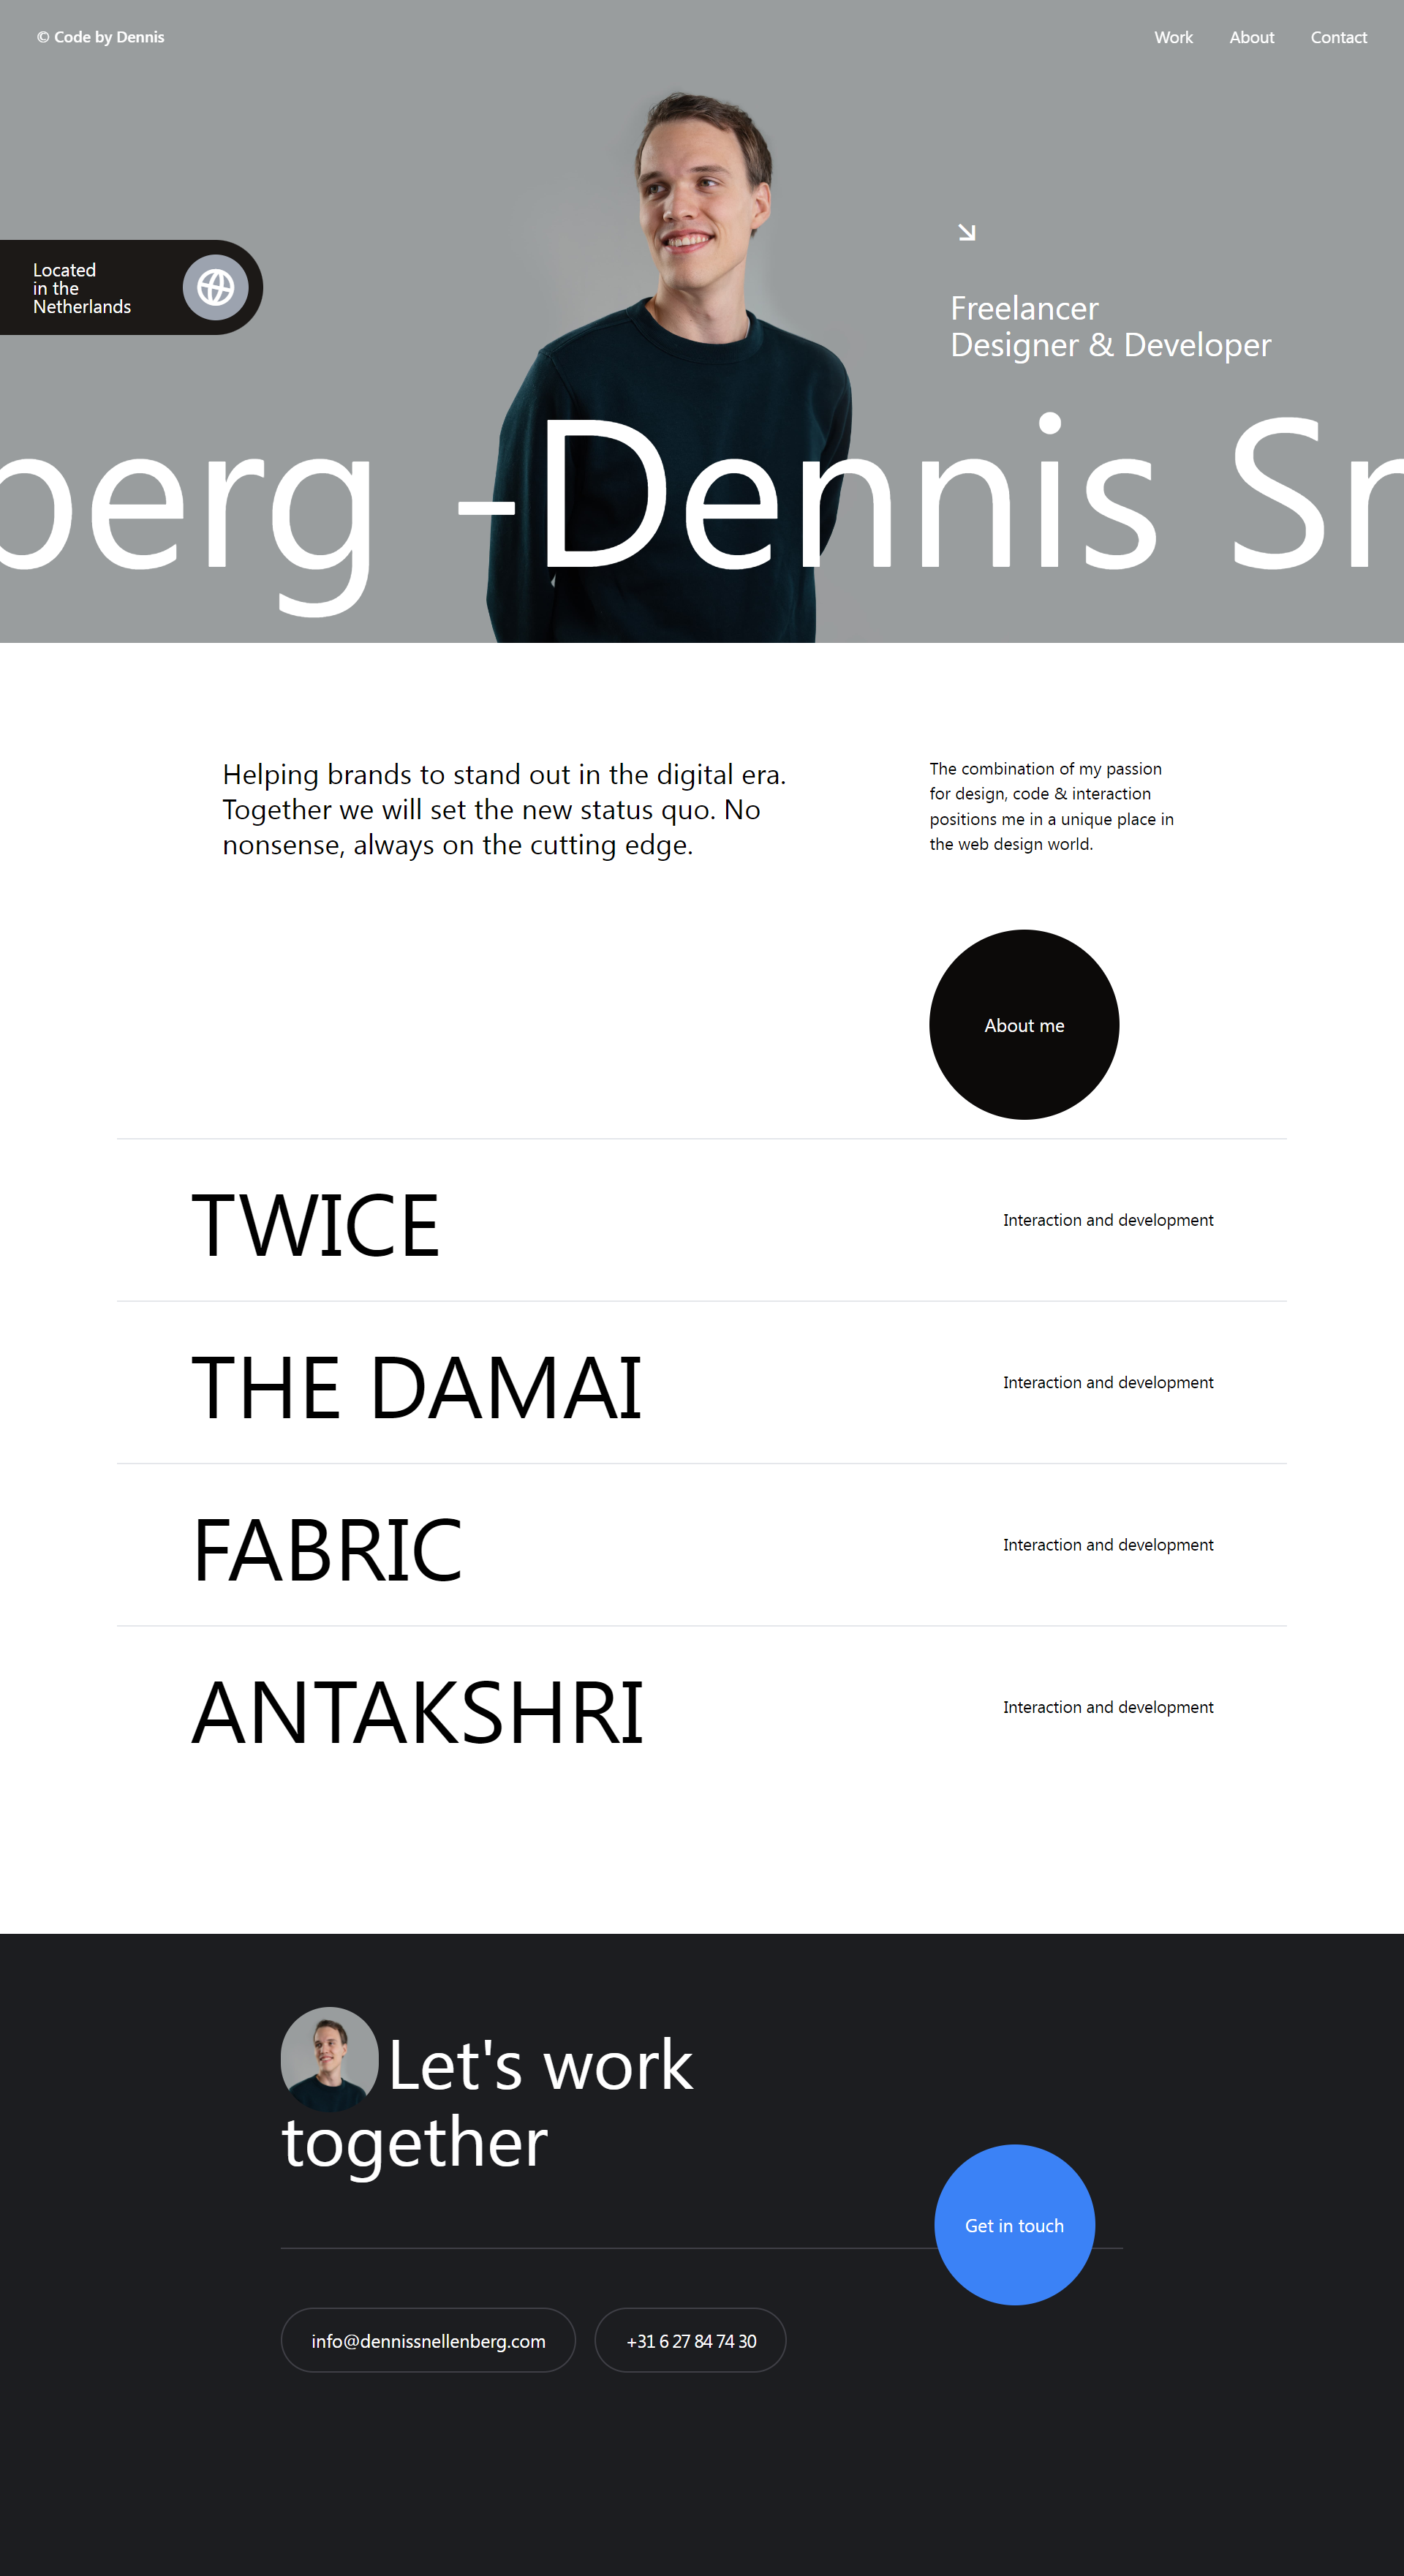 © Code by Dennis
Work About Contact
Located
in the
Netherlands
Freelancer
Designer & Developer
berg -Dennis Sn
Helping brands to stand out in the digital era.
Together we will set the new status quo. No
nonsense, always on the cutting edge.
The combination of my passion
for design, code & interaction
positions me in a unique place in
the web design world.
About me
TWICE
Interaction and development
THE DAMAI
Interaction and development
FABRIC
Interaction and development
ANTAKSHRI
Interaction and development
Let's work
together
Get in touch
info@dennissnellenberg.com
+31 6 27 84 74 30